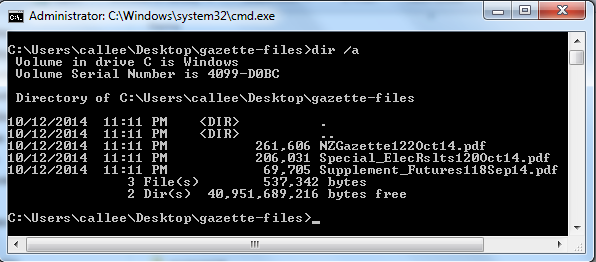 Administrator: C:\Windows\system32\cmd.exe
C:\Users\callee\Desktop\gazette-files>dir /a
Volume in drive C is Windows
Volume Serial Number is 4099-D0BC
Directory of C:\Users\callee\Desktop\gazette-files
10/12/2014  11:11 PM    <DIR>          .
10/12/2014  11:11 PM    <DIR>          ..
10/12/2014  11:11 PM           261,606 NZGazette122Oct14.pdf
10/12/2014  11:11 PM           206,031 Special_ElecRslts120Oct14.pdf
10/12/2014  11:11 PM            69,705 Supplement_Futures118Sep14.pdf
3 File(s)        537,342 bytes
2 Dir(s)  40,951,689,216 bytes free
C:\Users\callee\Desktop\gazette-files>_